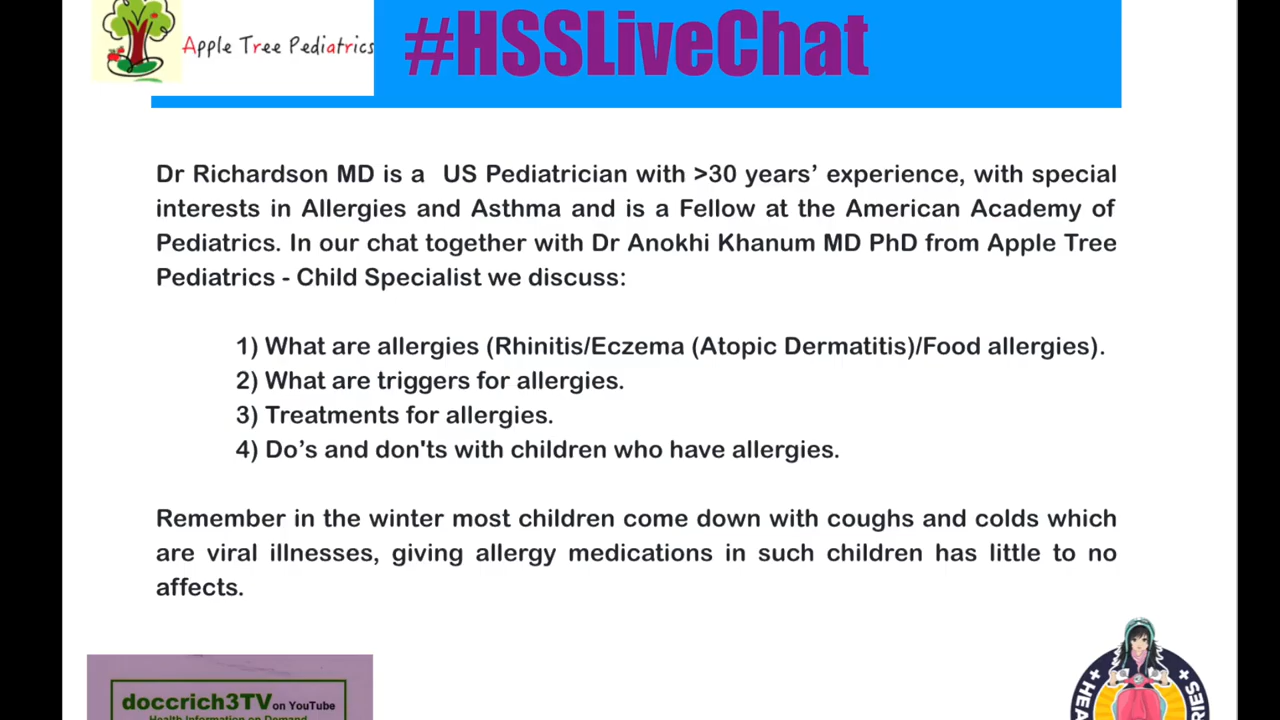 Apple Tree Pediatrics
#HSSLiveChat
Dr Richardson MD is a US Pediatrician with >30 years’ experience, with special
interests in Allergies and Asthma and is a Fellow at the American Academy of
Pediatrics. In our chat together with Dr Anokhi Khanum MD PhD from Apple Tree
Pediatrics - Child Specialist we discuss:
1) What are allergies (Rhinitis/Eczema (Atopic Dermatitis)/Food allergies).
2) What are triggers for allergies.
3) Treatments for allergies.
4) Do’s and don'ts with children who have allergies.
Remember in the winter most children come down with coughs and colds which
are viral illnesses, giving allergy medications in such children has little to no
affects.
doccrich3TV on YouTube
Health Information on Demand